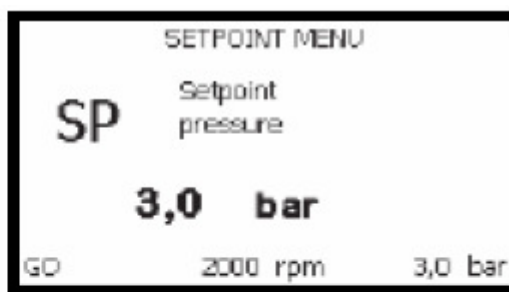 SETPOINT MENU
SP
Setpoint
pressure
3,0 bar
GO 2000 rpm 3,0 bar